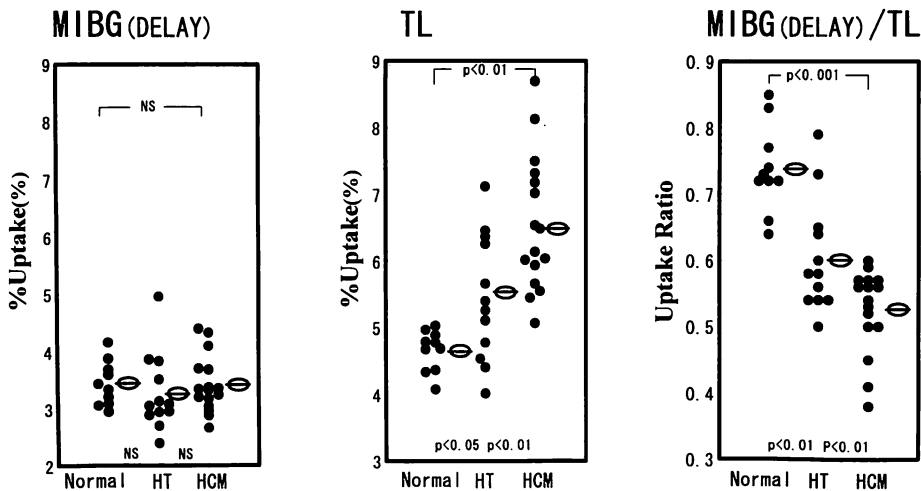 MIBG(DELAY)
%Uptake(%)
9
8
7
6
5
4
3
2
NS
NS NS
Normal HT HCM
TL
%Uptake(%)
9
8
7
6
5
4
3
p<0.01
p<0.05 p<0.01
Normal HT HCM
MIBG(DELAY)/TL
Uptake Ratio
0.9
0.8
0.7
0.6
0.5
0.4
0.3
p<0.001
p<0.01 P<0.01
Normal HT HCM